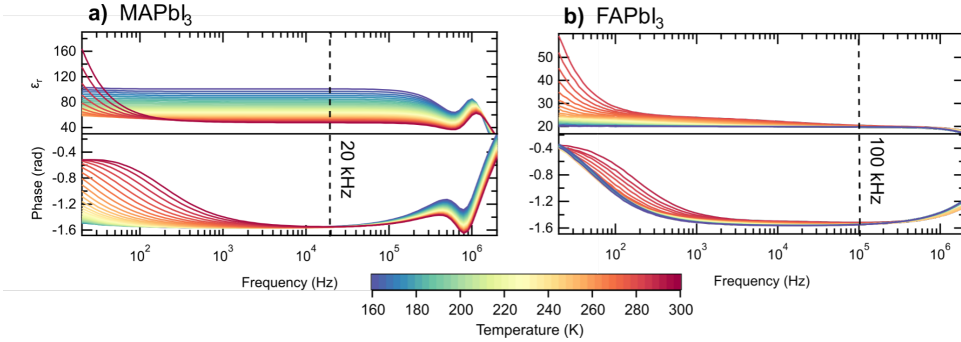 a) MAPbI3
b) FAPbI3
160
120
80
40
εr
-0.4
-0.8
-1.2
-1.6
Phase (rad)
20 kHz
10^2
10^3
10^4
10^5
10^6
Frequency (Hz)
50
40
30
20
-0.4
-0.8
-1.2
-1.6
100 kHz
10^2
10^3
10^4
10^5
10^6
Frequency (Hz)
160 180 200 220 240 260 280 300
Temperature (K)